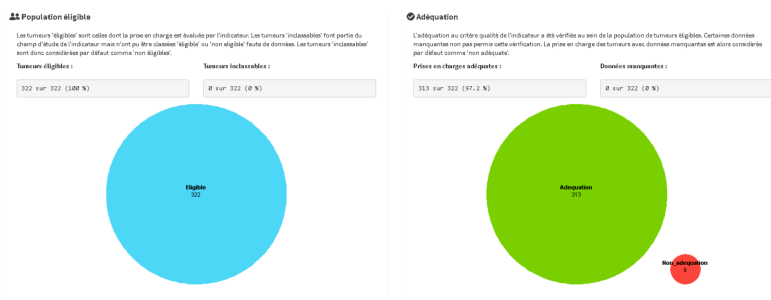 Population éligible
Les tumeurs 'éligibles' sont celles dont la prise en charge est évaluée par l'indicateur. Les tumeurs 'inclassables' font partie du
champ d'étude de l'indicateur mais n'ont pu être classées 'éligible' ou 'non eligible' faute de données. Les tumeurs 'inclassables'
sont donc considérées par défaut comme 'non éligibles'.
Tumeurs éligibles :
Tumeurs inclassables :
322 sur 322 (100 %)
0 sur 322 (0 %)
Eligible
322
Adéquation
L'adéquation au critère qualité de l'indicateur a été vérifiée au sein de la population de tumeurs éligibles. Certaines données
manquantes non pas permis cette vérification. La prise en charge des tumeurs avec données manquantes est alors considérée
par défaut comme 'non adéquate'.
Prises en charges adéquates :
Données manquantes :
313 sur 322 (97.2 %)
0 sur 322 (0 %)
Adequation
313
Non_adequation
9